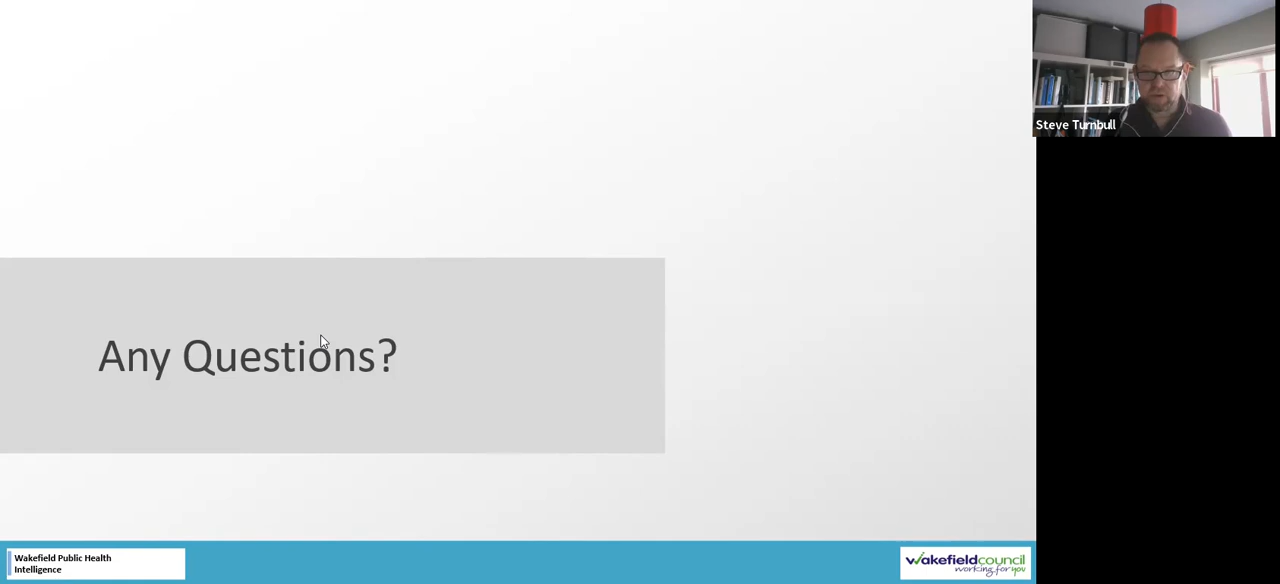 Steve Turnbull
Any Questions?
Wakefield Public Health
Intelligence
wakefieldcouncil
working for you